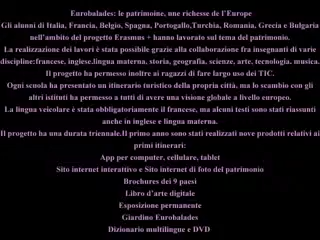 Eurobalades: le patrimoine, une richesse de l'Europe
Gli alunni di Italia, Francia, Belgio, Spagna, Portogallo,Turchia, Romania, Grecia e Bulgaria
nell'ambito del progetto Erasmus + hanno lavorato sul tema del patrimonio.
La realizzazione dei lavori è stata possibile grazie alla collaborazione fra insegnanti di varie
discipline:francese, inglese.lingua materna, storia, geografia, scienze, arte, tecnologia. musica.
Il progetto ha permesso inoltre ai ragazzi di fare largo uso dei TIC.
Ogni scuola ha presentato un itinerario turistico della propria città. ma lo scambio con gli
altri istituti ha permesso a tutti di avere una visione globale a livello europeo.
La lingua veicolare è stata obbligatoriamente il francese, ma alcuni testi sono stati riassunti
anche in inglese e lingua materna.
Il progetto ha una durata triennale.Il primo anno sono stati realizzati nove prodotti relativi ai
primi itinerari:
App per computer, cellulare, tablet
Sito internet interattivo e Sito internet di foto del patrimonio
Brochures dei 9 paesi
Libro d'arte digitale
Esposizione permanente
Giardino Eurobalades
Dizionario multilingue e DVD